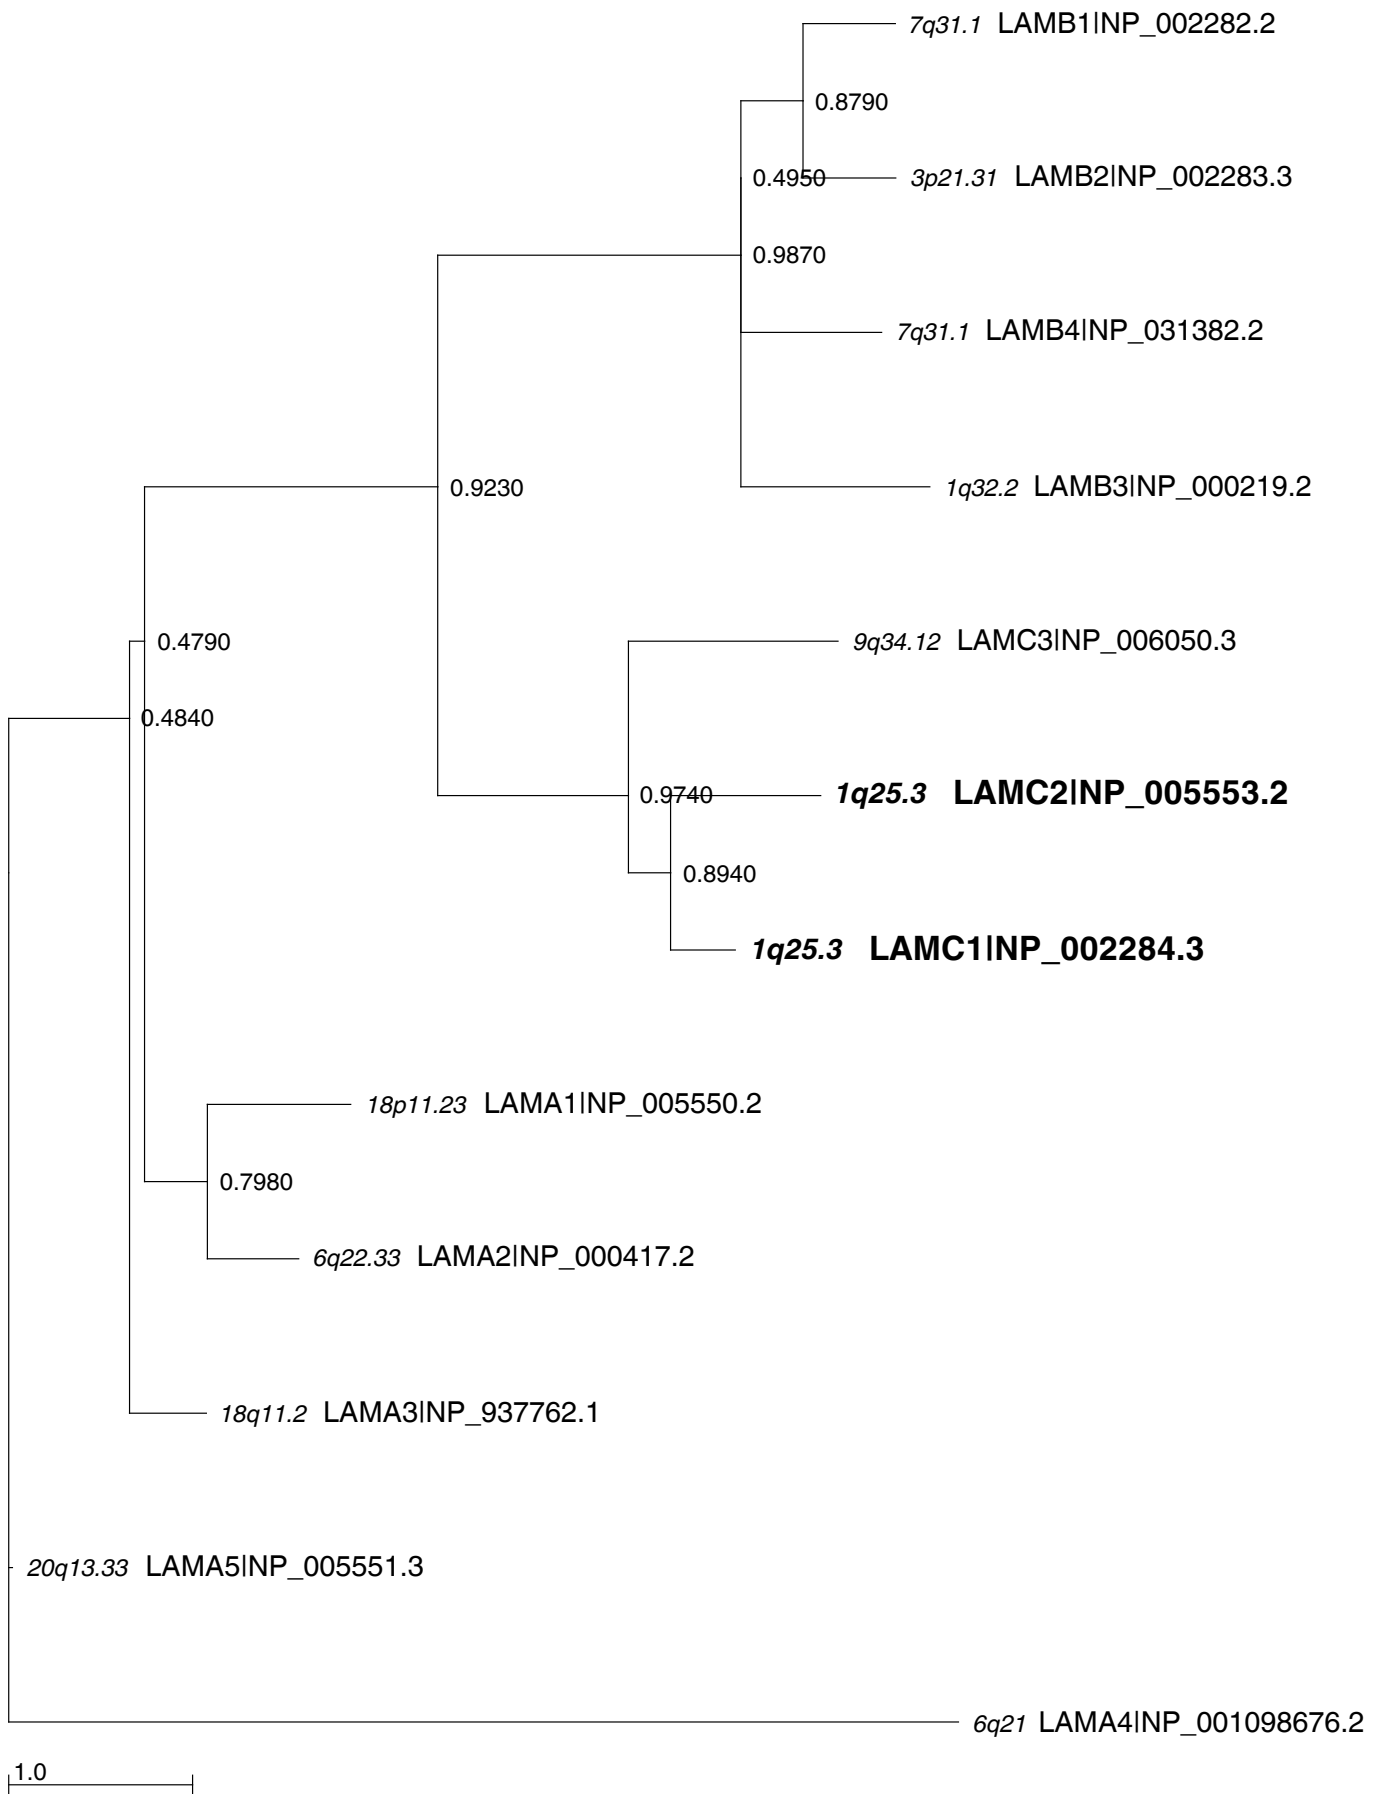 7q31.1 LAMB1|NP_002282.2
0.8790
0.4950
3p21.31 LAMB2|NP_002283.3
0.9870
7q31.1 LAMB4|NP_031382.2
0.9230
1q32.2 LAMB3|NP_000219.2
0.4790
9q34.12 LAMC3|NP_006050.3
0.4840
0.9740
1q25.3 LAMC2|NP_005553.2
0.8940
1q25.3 LAMC1|NP_002284.3
18p11.23 LAMA1|NP_005550.2
0.7980
6q22.33 LAMA2|NP_000417.2
18q11.2 LAMA3|NP_937762.1
20q13.33 LAMA5|NP_005551.3
6q21 LAMA4|NP_001098676.2
1.0